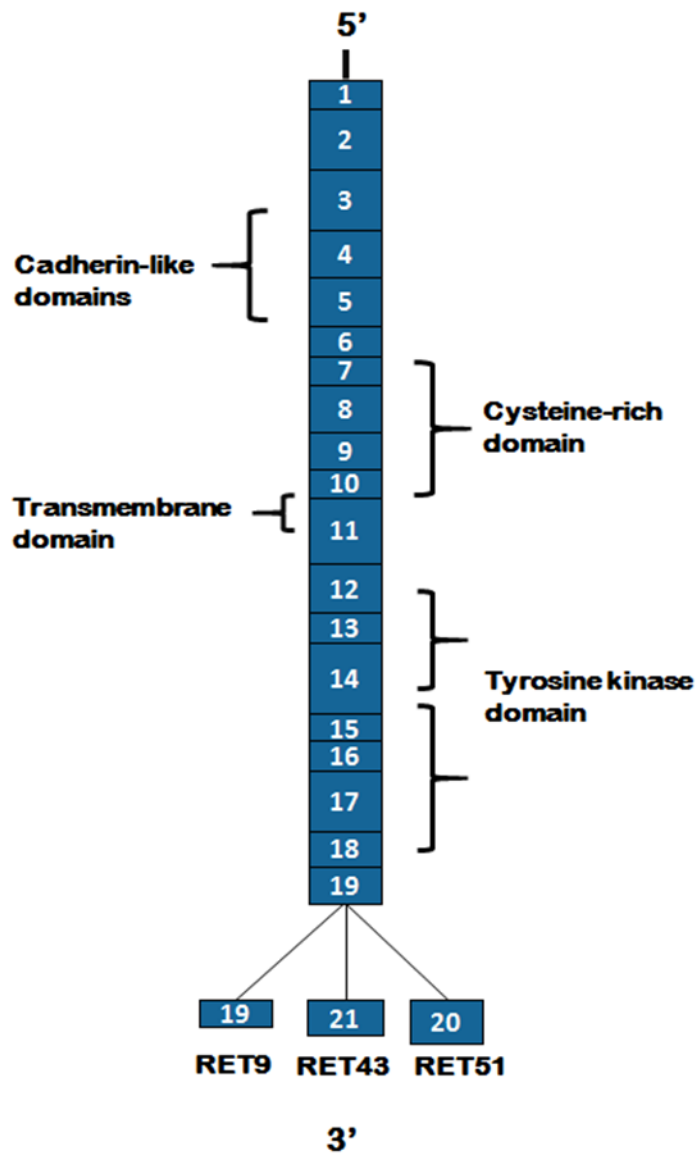 5’
1
2
3
Cadherin-like
domains
4
5
6
7
8
Cysteine-rich
domain
9
10
Transmembrane
domain
11
12
13
14
Tyrosine kinase
domain
15
16
17
18
19
19
21
20
RET9
RET43
RET51
3’